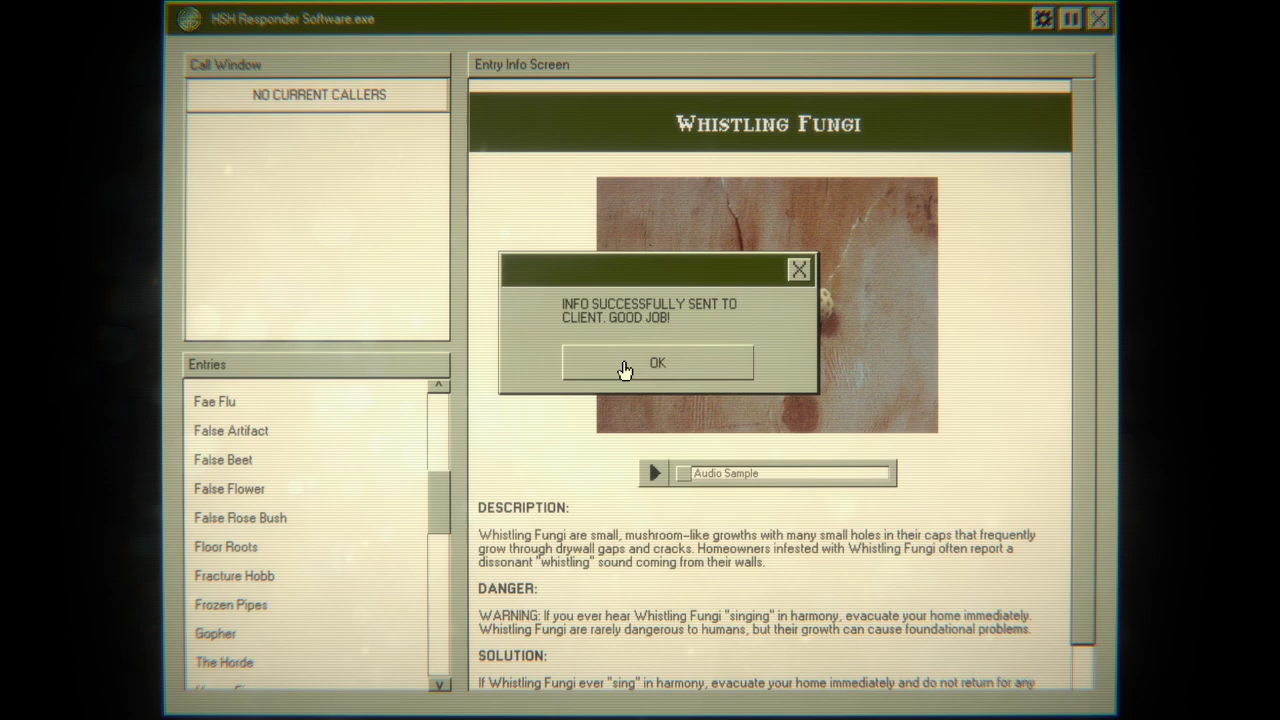 HSH Responder Software.exe
Call Window
NO CURRENT CALLERS
Entries
Fae Flu
False Artifact
False Beet
False Flower
False Rose Bush
Floor Roots
Fracture Hobb
Frozen Pipes
Gopher
The Horde
Entry Info Screen
Whistling Fungi
INFO SUCCESSFULLY SENT TO
CLIENT. GOOD JOB!
OK
Audio Sample
DESCRIPTION:
Whistling Fungi are small, mushroom-like growths with many small holes in their caps that frequently
grow through drywall gaps and cracks. Homeowners infested with Whistling Fungi often report a
dissonant "whistling" sound coming from their walls.
DANGER:
WARNING: If you ever hear Whistling Fungi "singing" in harmony, evacuate your home immediately.
Whistling Fungi are rarely dangerous to humans, but their growth can cause foundational problems.
SOLUTION:
If Whistling Fungi ever "sing" in harmony, evacuate your home immediately and do not return for any